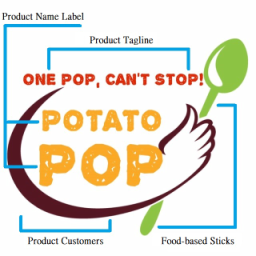 Product Name Label
Product Tagline
ONE POP, CAN'T STOP!
POTATO
POP
Product Customers
Food-based Sticks